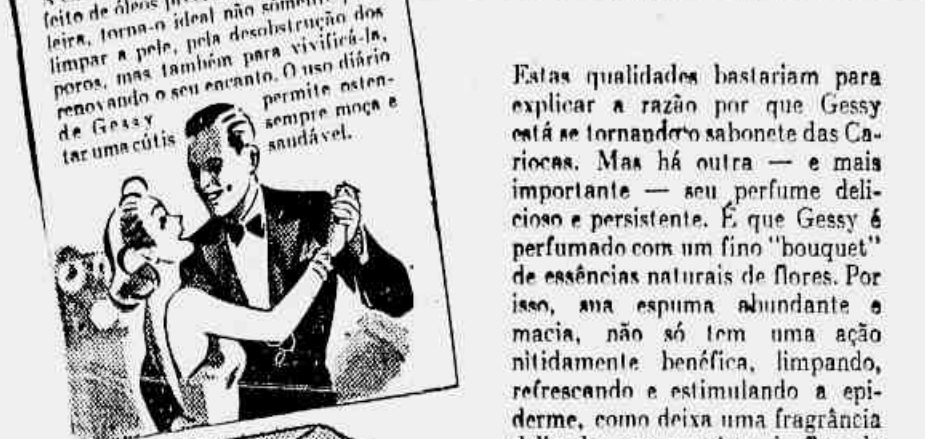 feito de óleos
leira, torna-o ideal não somente
limpar a pele, pela desobstrução dos
poros, mas também para vivificá-la,
renovando o seu encanto. O uso diário
de Gessy permite osten-
tar uma cútis sempre moça e
saudável.
Estas qualidades bastariam para
explicar a razão por que Gessy
está se tornando o sabonete das Ca-
riocas. Mas há outra — e mais
importante — seu perfume deli-
cioso e persistente. É que Gessy é
perfumado com um fino "bouquet"
de essências naturais de flores. Por
isso, sua espuma abundante e
macia, não só tem uma ação
nitidamente benéfica, limpando,
refrescando e estimulando a epi-
derme, como deixa uma fragrância